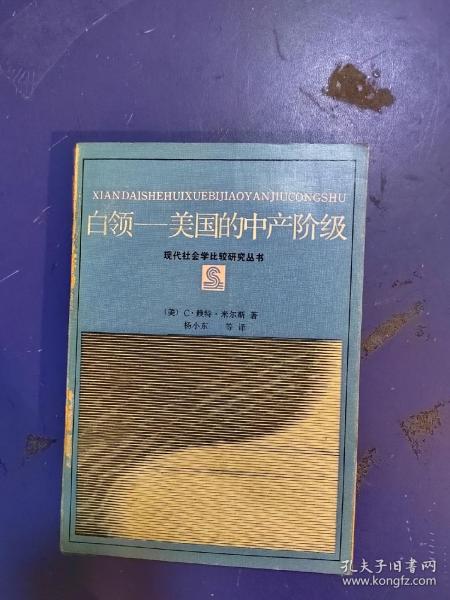 XIANDAISHEHUIXUEBIJIAOYANJIUCONGSHU
白领——美国的中产阶级
现代社会学比较研究丛书
S
〔美〕C·赖特·米尔斯 著
杨小东 等 译
孔夫子旧书网
www.kongfz.com